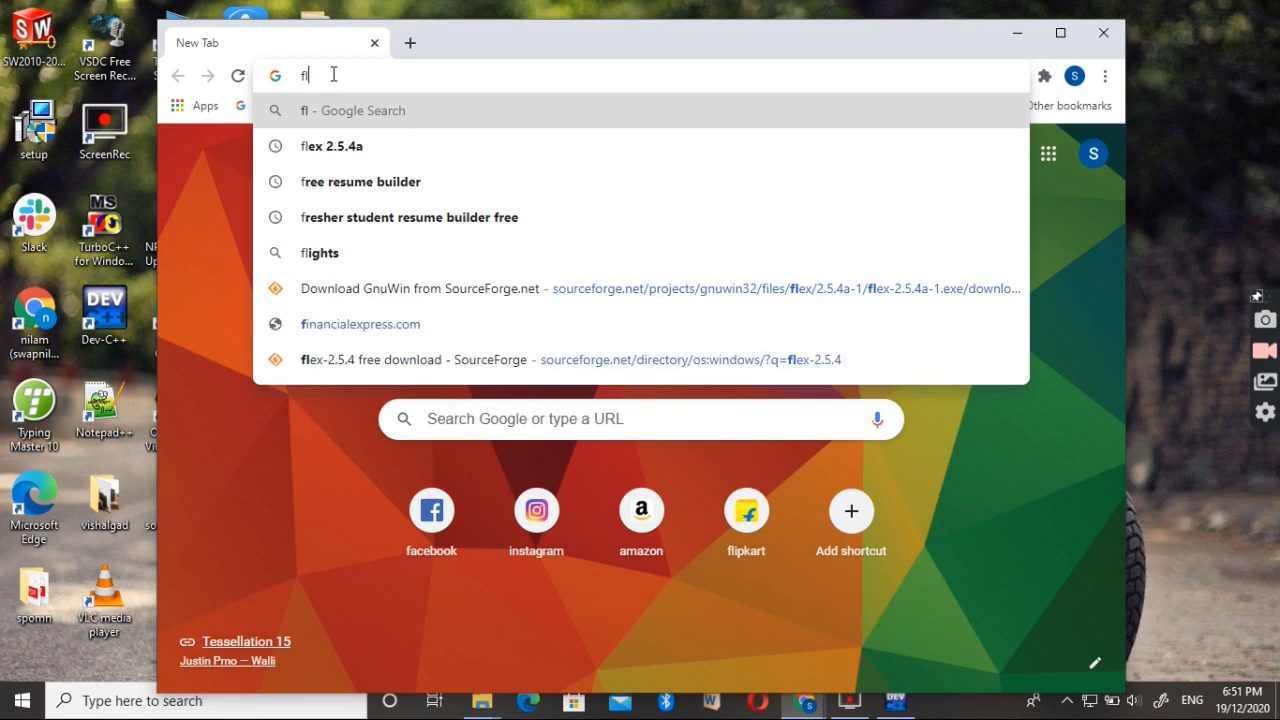 SW2010-20...
VSDC Free
Screen Rec...
setup
ScreenRec
Slack
MS
TurboC++
for Windo...
nilam
(swapnil...
DEV
C++
Dev-C++
Typing
Master 10
Notepad++
Microsoft
Edge
vishalgad
spomn
VLC media
player
New Tab
fl
Apps
Other bookmarks
S
S
fl - Google Search
flex 2.5.4a
free resume builder
fresher student resume builder free
flights
Download GnuWin from SourceForge.net - sourceforge.net/projects/gnuwin32/files/flex/2.5.4a-1/flex-2.5.4a-1.exe/downlo...
financialexpress.com
flex-2.5.4 free download - SourceForge - sourceforge.net/directory/os:windows/?q=flex-2.5.4
Search Google or type a URL
facebook
instagram
amazon
flipkart
Add shortcut
Tessellation 15
Justin Prno — Walli
Type here to search
DEV
ENG
6:51 PM
19/12/2020